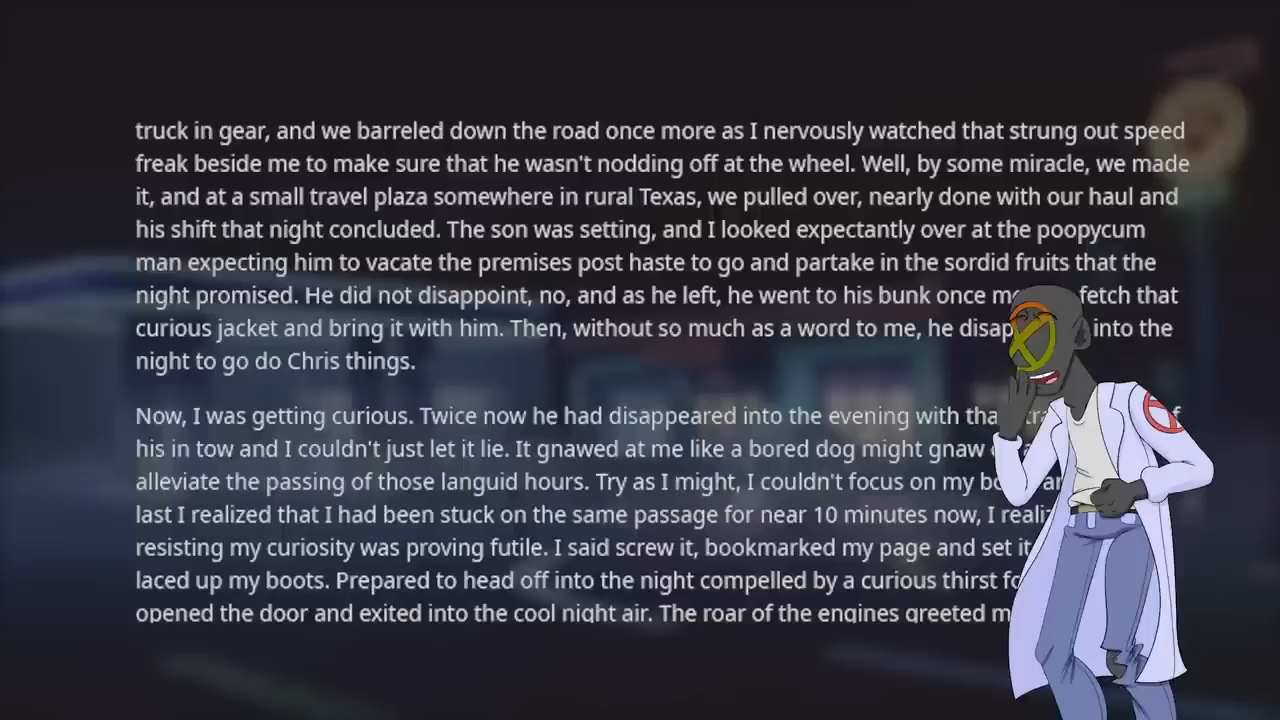 truck in gear, and we barreled down the road once more as I nervously watched that strung out speed
freak beside me to make sure that he wasn't nodding off at the wheel. Well, by some miracle, we made
it, and at a small travel plaza somewhere in rural Texas, we pulled over, nearly done with our haul and
his shift that night concluded. The son was setting, and I looked expectantly over at the poopycum
man expecting him to vacate the premises post haste to go and partake in the sordid fruits that the
night promised. He did not disappoint, no, and as he left, he went to his bunk once fetch that
curious jacket and bring it with him. Then, without so much as a word to me, he into the
night to go do Chris things.
Now, I was getting curious. Twice now he had disappeared into the evening with
his in tow and I couldn't just let it lie. It gnawed at me like a bored dog might gnaw
alleviate the passing of those languid hours. Try as I might, I couldn't focus on my
last I realized that I had been stuck on the same passage for near 10 minutes now, I
resisting my curiosity was proving futile. I said screw it, bookmarked my page and set it
laced up my boots. Prepared to head off into the night compelled by a curious thirst
opened the door and exited into the cool night air. The roar of the engines greeted